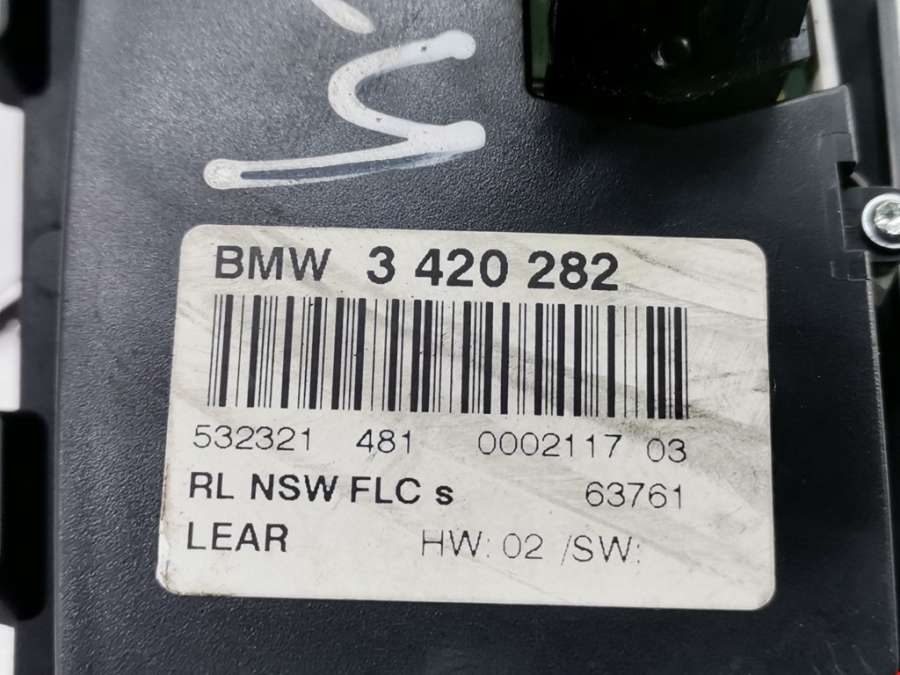 BMW 3 420 282
532321 481 0002117 03
RL NSW FLC s 63761
LEAR HW: 02 /SW: